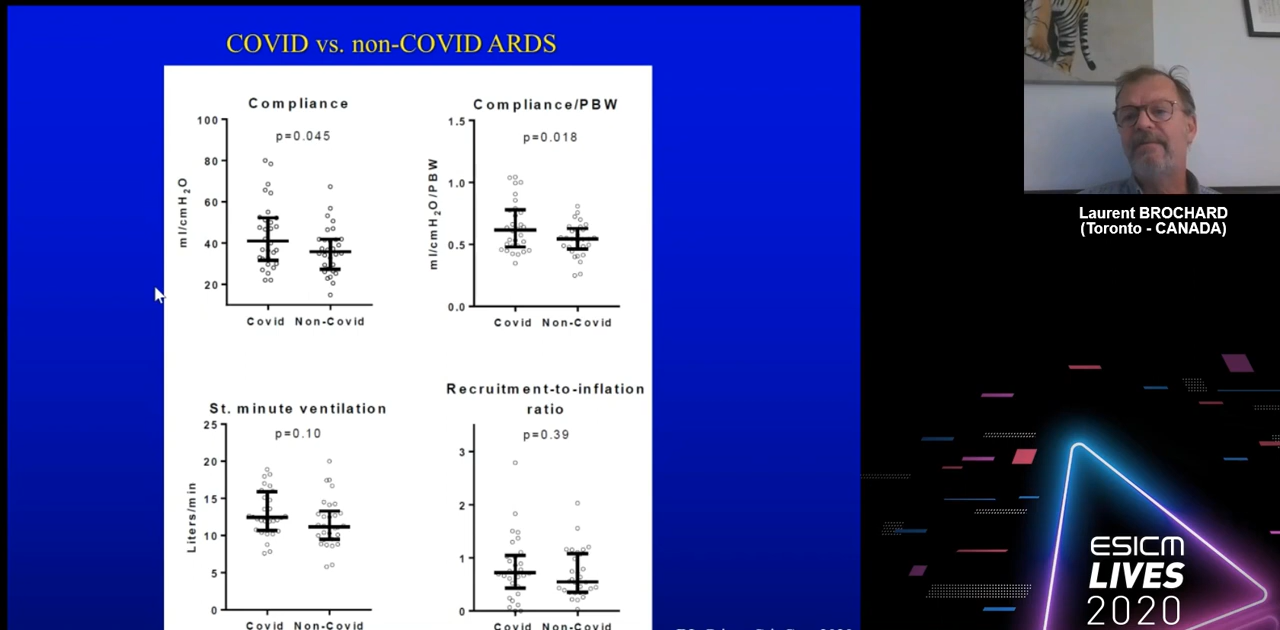 COVID vs. non-COVID ARDS
Compliance
p=0.045
ml/cmH2O
100
80
60
40
20
Covid Non-Covid
Compliance/PBW
p=0.018
ml/cmH2O/PBW
1.5
1.0
0.5
0.0
Covid Non-Covid
St. minute ventilation
p=0.10
Liters/min
25
20
15
10
5
0
Covid Non-Covid
Recruitment-to-inflation
ratio
p=0.39
3
2
1
0
Covid Non-Covid
Laurent BROCHARD
(Toronto - CANADA)
ESICM
LIVES
2020